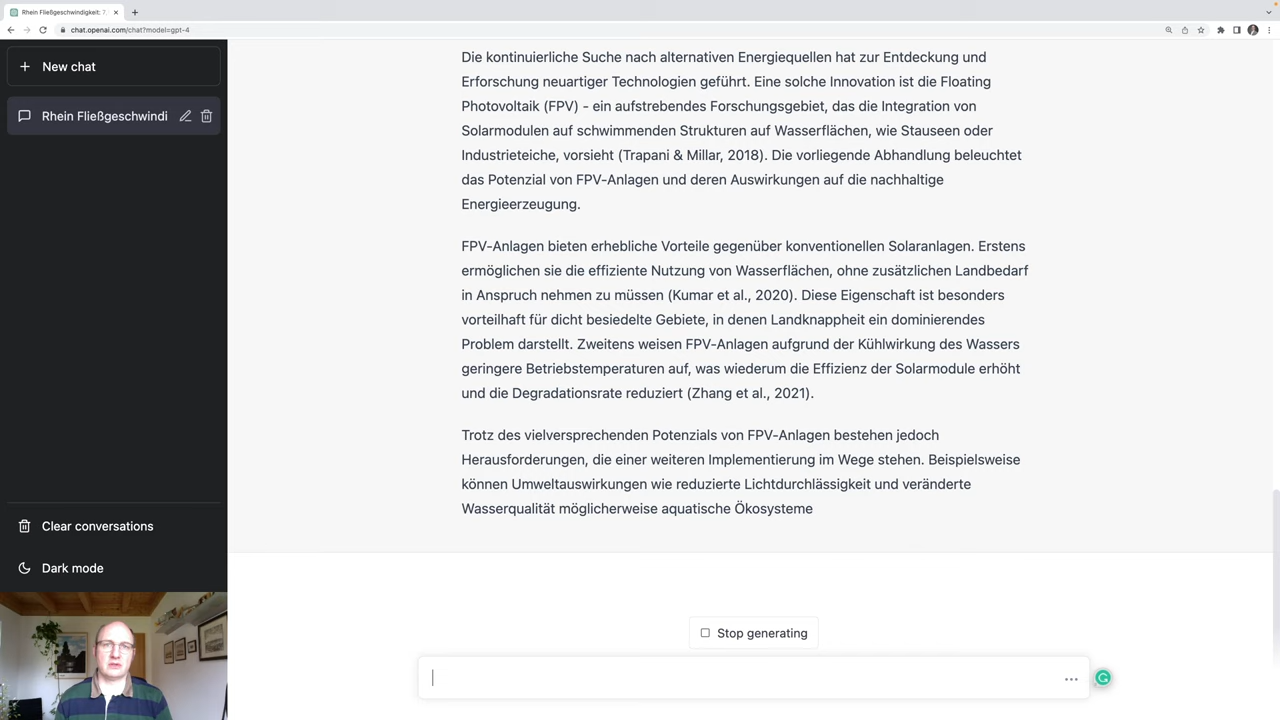 Rhein Fließgeschwindigkeit: 7,
chat.openai.com/chat?model=gpt-4
New chat
Rhein Fließgeschwindi
Die kontinuierliche Suche nach alternativen Energiequellen hat zur Entdeckung und
Erforschung neuartiger Technologien geführt. Eine solche Innovation ist die Floating
Photovoltaik (FPV) - ein aufstrebendes Forschungsgebiet, das die Integration von
Solarmodulen auf schwimmenden Strukturen auf Wasserflächen, wie Stauseen oder
Industrieteiche, vorsieht (Trapani & Millar, 2018). Die vorliegende Abhandlung beleuchtet
das Potenzial von FPV-Anlagen und deren Auswirkungen auf die nachhaltige
Energieerzeugung.
FPV-Anlagen bieten erhebliche Vorteile gegenüber konventionellen Solaranlagen. Erstens
ermöglichen sie die effiziente Nutzung von Wasserflächen, ohne zusätzlichen Landbedarf
in Anspruch nehmen zu müssen (Kumar et al., 2020). Diese Eigenschaft ist besonders
vorteilhaft für dicht besiedelte Gebiete, in denen Landknappheit ein dominierendes
Problem darstellt. Zweitens weisen FPV-Anlagen aufgrund der Kühlwirkung des Wassers
geringere Betriebstemperaturen auf, was wiederum die Effizienz der Solarmodule erhöht
und die Degradationsrate reduziert (Zhang et al., 2021).
Trotz des vielversprechenden Potenzials von FPV-Anlagen bestehen jedoch
Herausforderungen, die einer weiteren Implementierung im Wege stehen. Beispielsweise
können Umweltauswirkungen wie reduzierte Lichtdurchlässigkeit und veränderte
Wasserqualität möglicherweise aquatische Ökosysteme
Clear conversations
Dark mode
Stop generating